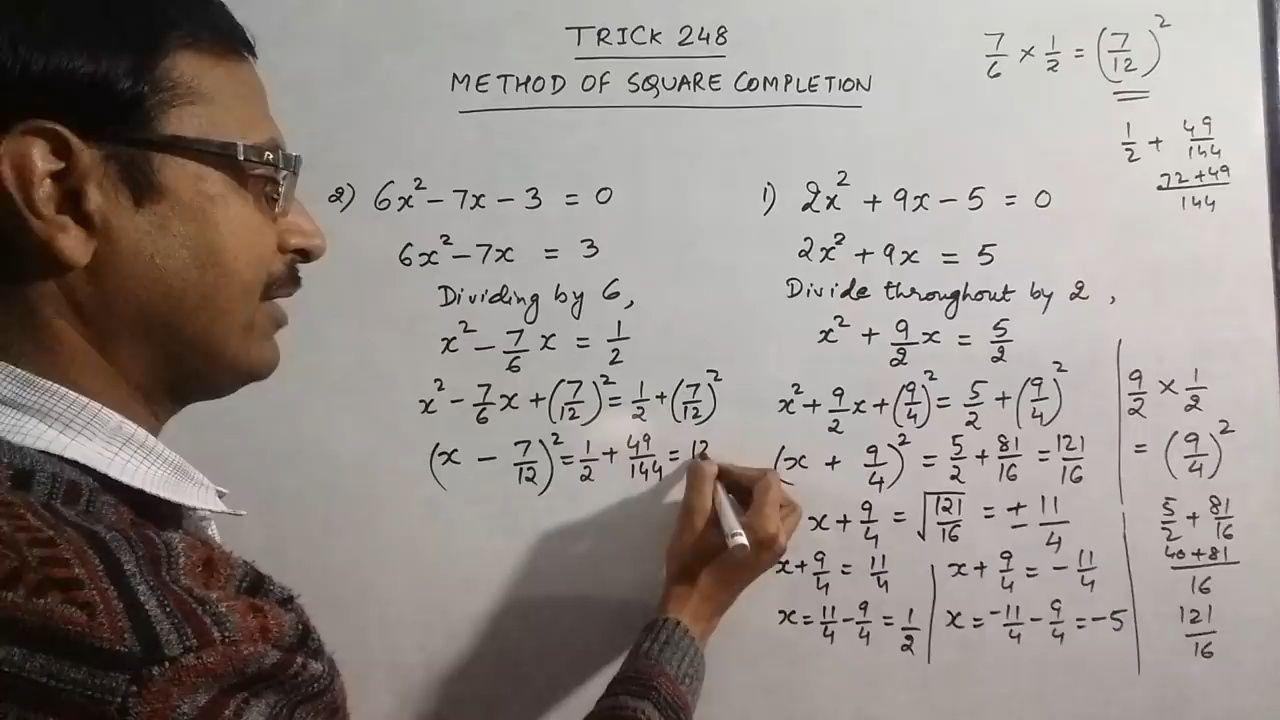 TRICK 248
METHOD OF SQUARE COMPLETION
7/6 × 1/2 = (7/12)²
1/2 + 49/144
72 + 49/144
2) 6x² - 7x - 3 = 0
6x² - 7x = 3
Dividing by 6,
x² - 7/6 x = 1/2
x² - 7/6 x + (7/12)² = 1/2 + (7/12)²
(x - 7/12)² = 1/2 + 49/144 = 12
1) 2x² + 9x - 5 = 0
2x² + 9x = 5
Divide throughout by 2,
x² + 9/2 x = 5/2
x² + 9/2 x + (9/4)² = 5/2 + (9/4)²
(x + 9/4)² = 5/2 + 81/16 = 121/16
x + 9/4 = √121/16 = ± 11/4
x + 9/4 = 11/4
x = 11/4 - 9/4 = 1/2
x + 9/4 = - 11/4
x = -11/4 - 9/4 = -5
9/2 × 1/2
= (9/4)²
5/2 + 81/16
40 + 81/16
121/16